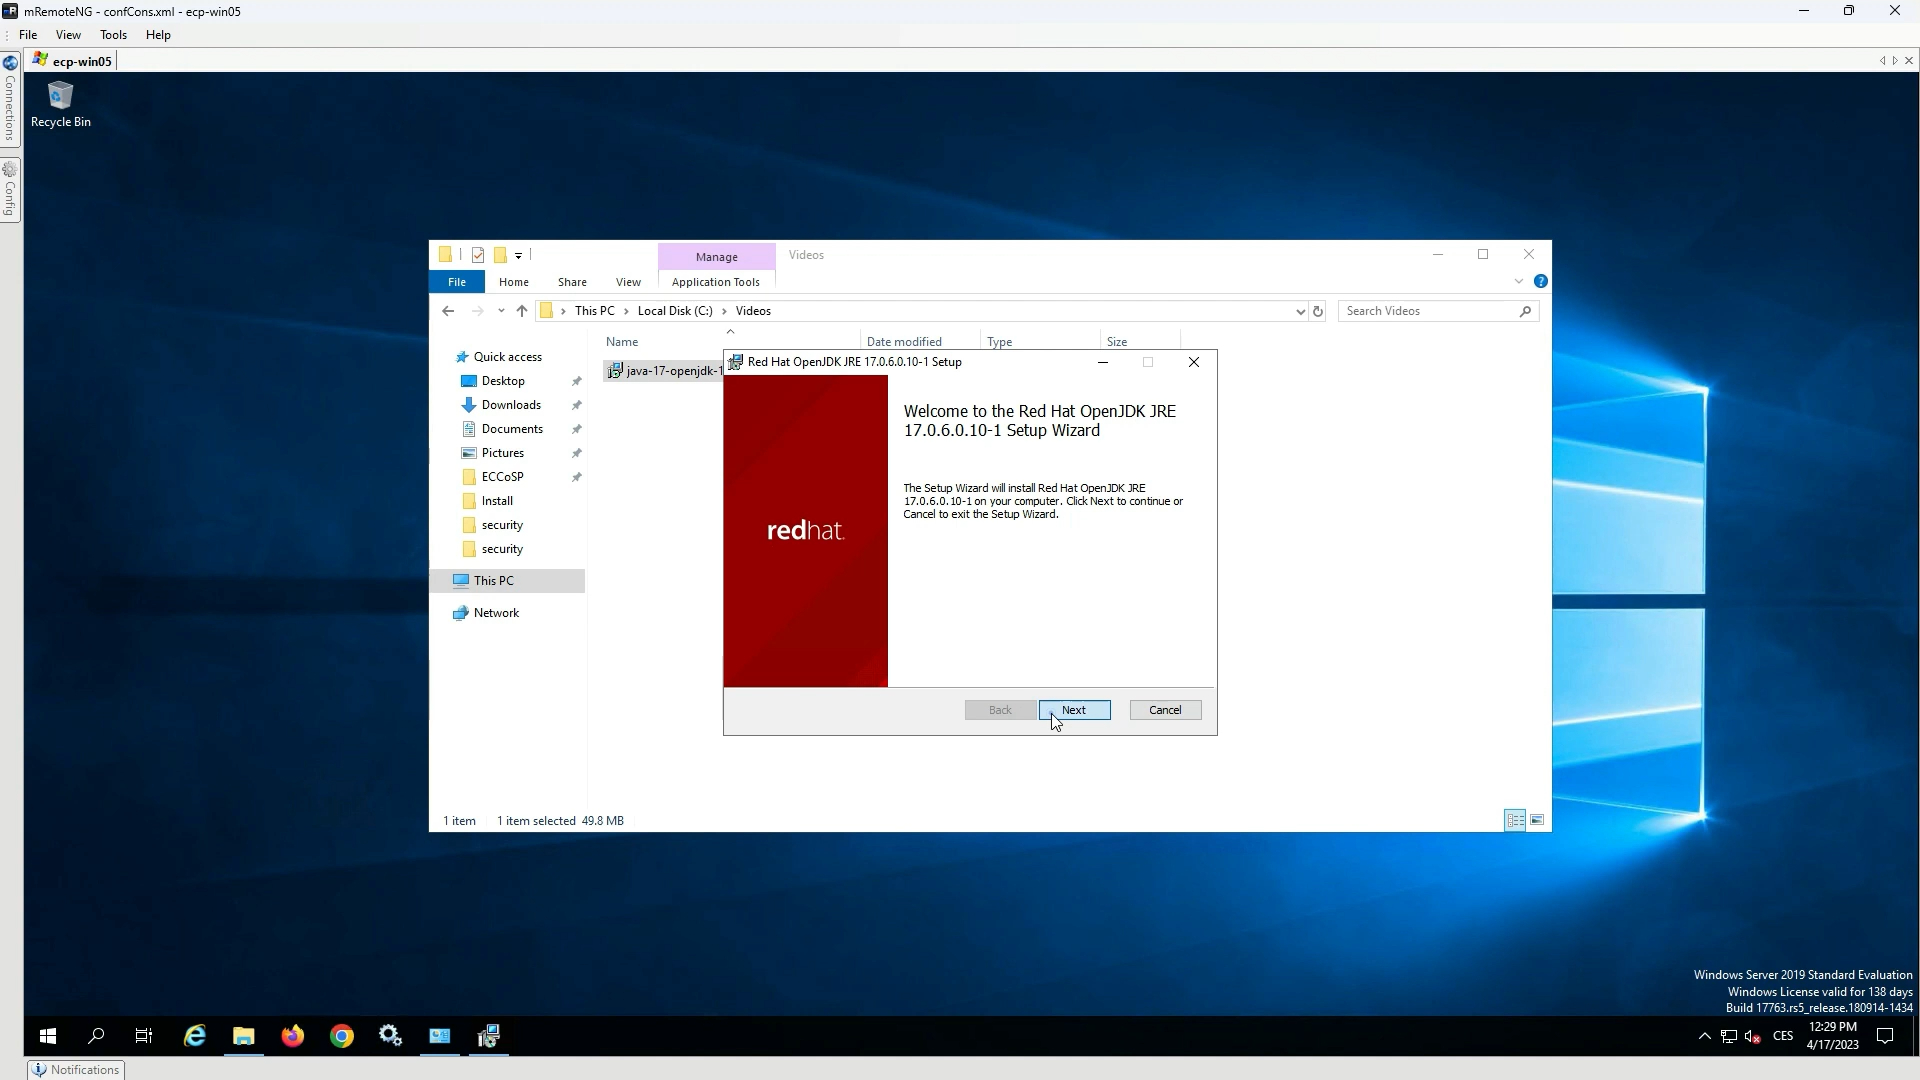 mRemoteNG - confCons.xml - ecp-win05
File View Tools Help
ecp-win05
Connections
Config
Recycle Bin
Manage Videos
File Home Share View Application Tools
This PC Local Disk (C:) Videos
Search Videos
Name Date modified Type Size
Quick access
Desktop
Downloads
Documents
Pictures
ECCoSP
Install
security
security
This PC
Network
java-17-openjdk-1
Red Hat OpenJDK JRE 17.0.6.0.10-1 Setup
redhat.
Welcome to the Red Hat OpenJDK JRE
17.0.6.0.10-1 Setup Wizard
The Setup Wizard will install Red Hat OpenJDK JRE
17.0.6.0.10-1 on your computer. Click Next to continue or
Cancel to exit the Setup Wizard.
Back Next Cancel
1 item 1 item selected 49.8 MB
Windows Server 2019 Standard Evaluation
Windows License valid for 138 days
Build 17763.rs5_release.180914-1434
CES
12:29 PM
4/17/2023
Notifications